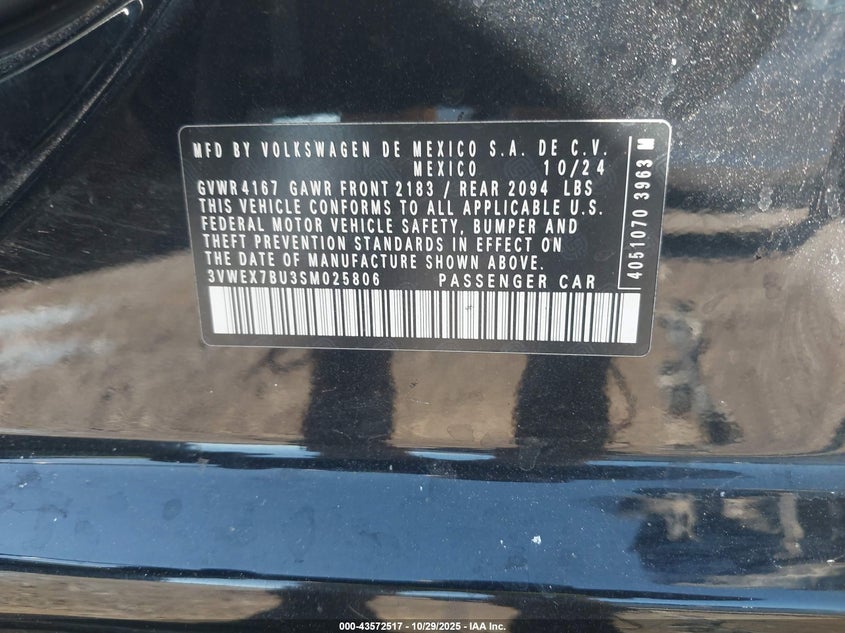 MFD BY VOLKSWAGEN DE MEXICO S.A. DE C.V.
MEXICO 10/24
GVWR 4167 GAWR FRONT 2183 / REAR 2094 LBS
THIS VEHICLE CONFORMS TO ALL APPLICABLE U.S.
FEDERAL MOTOR VEHICLE SAFETY, BUMPER AND
THEFT PREVENTION STANDARDS IN EFFECT ON
THE DATE OF MANUFACTURE SHOWN ABOVE.
3VWEX7BU3SM025806 PASSENGER CAR
4051070 3963 M
000-43572517 - 10/29/2025 - IAA Inc.